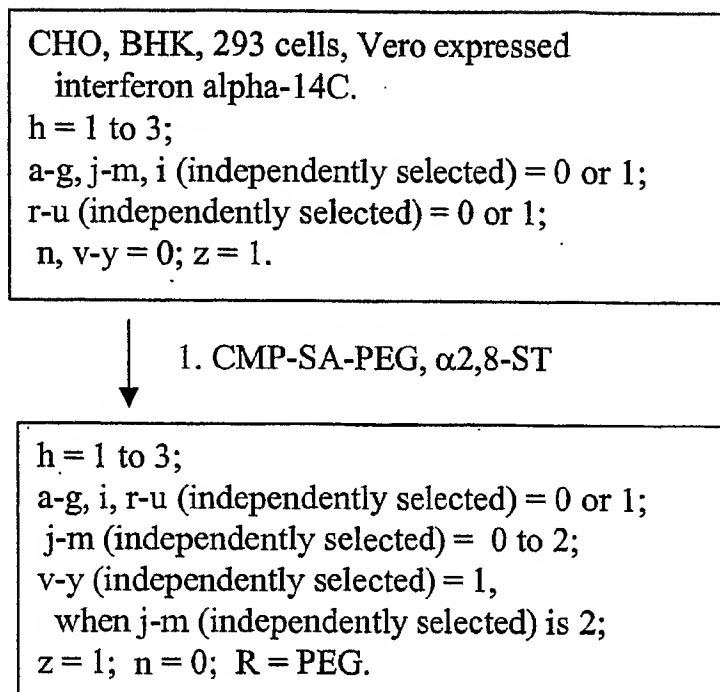 CHO, BHK, 293 cells, Vero expressed
interferon alpha-14C.
h = 1 to 3;
a-g, j-m, i (independently selected) = 0 or 1;
r-u (independently selected) = 0 or 1;
n, v-y = 0; z = 1.
1. CMP-SA-PEG, α2,8-ST
h = 1 to 3;
a-g, i, r-u (independently selected) = 0 or 1;
j-m (independently selected) = 0 to 2;
v-y (independently selected) = 1,
when j-m (independently selected) is 2;
z = 1; n = 0; R = PEG.